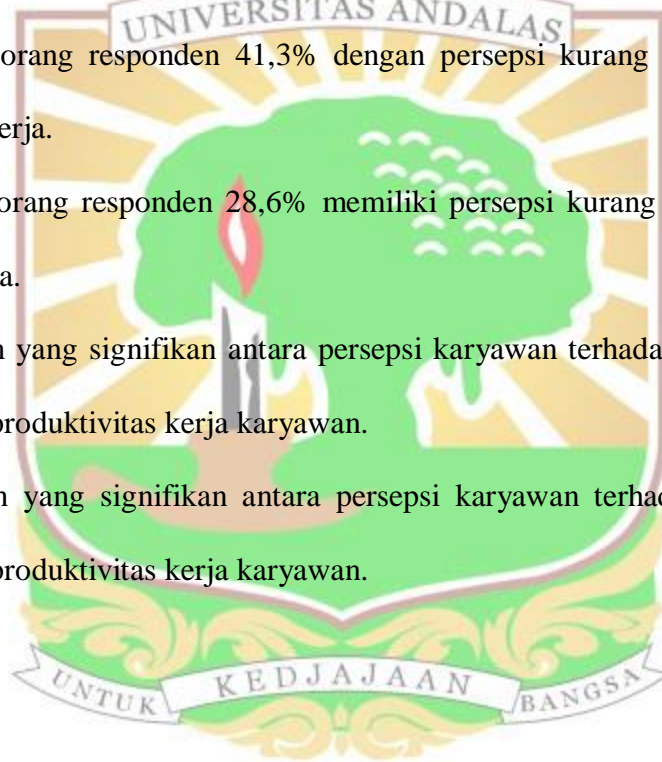 UNIVERSITAS ANDALAS
orang responden 41,3% dengan persepsi kurang
erja.
orang responden 28,6% memiliki persepsi kurang
a.
n yang signifikan antara persepsi karyawan terhada
produktivitas kerja karyawan.
n yang signifikan antara persepsi karyawan terhad
produktivitas kerja karyawan.
UNTUK KEDJAJAAN BANGSA